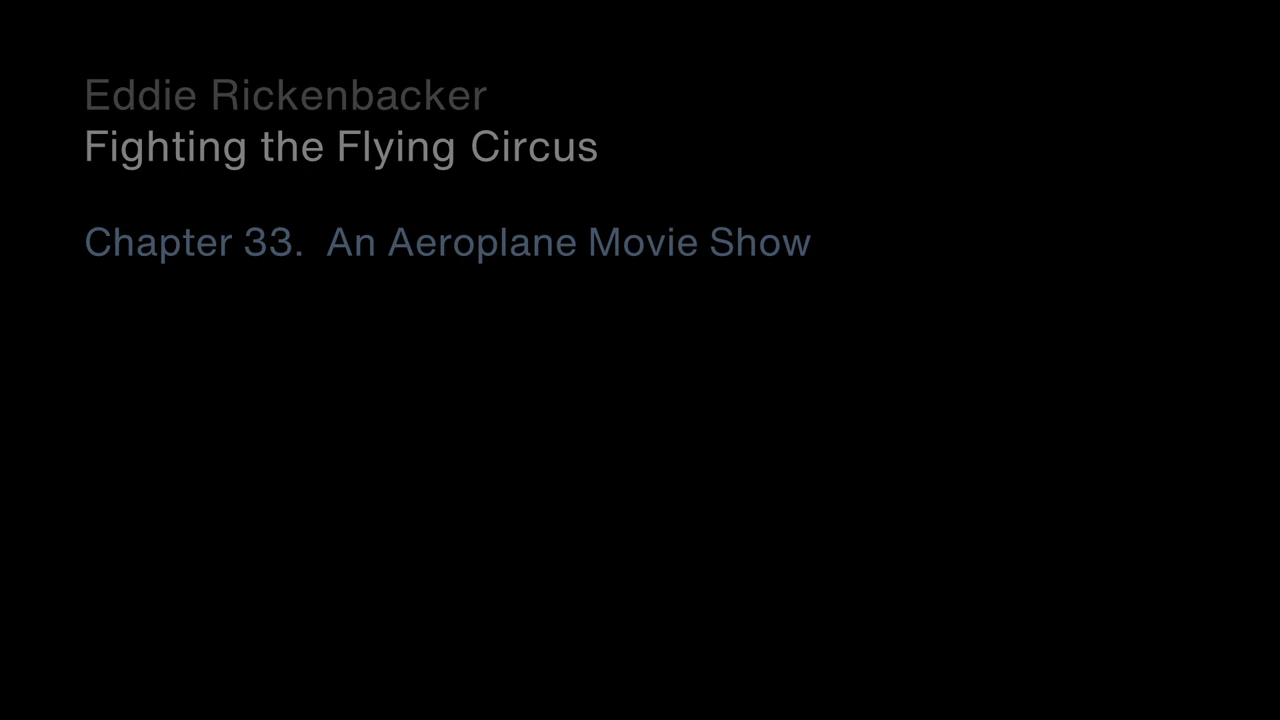 Eddie Rickenbacker
Fighting the Flying Circus
Chapter 33. An Aeroplane Movie Show